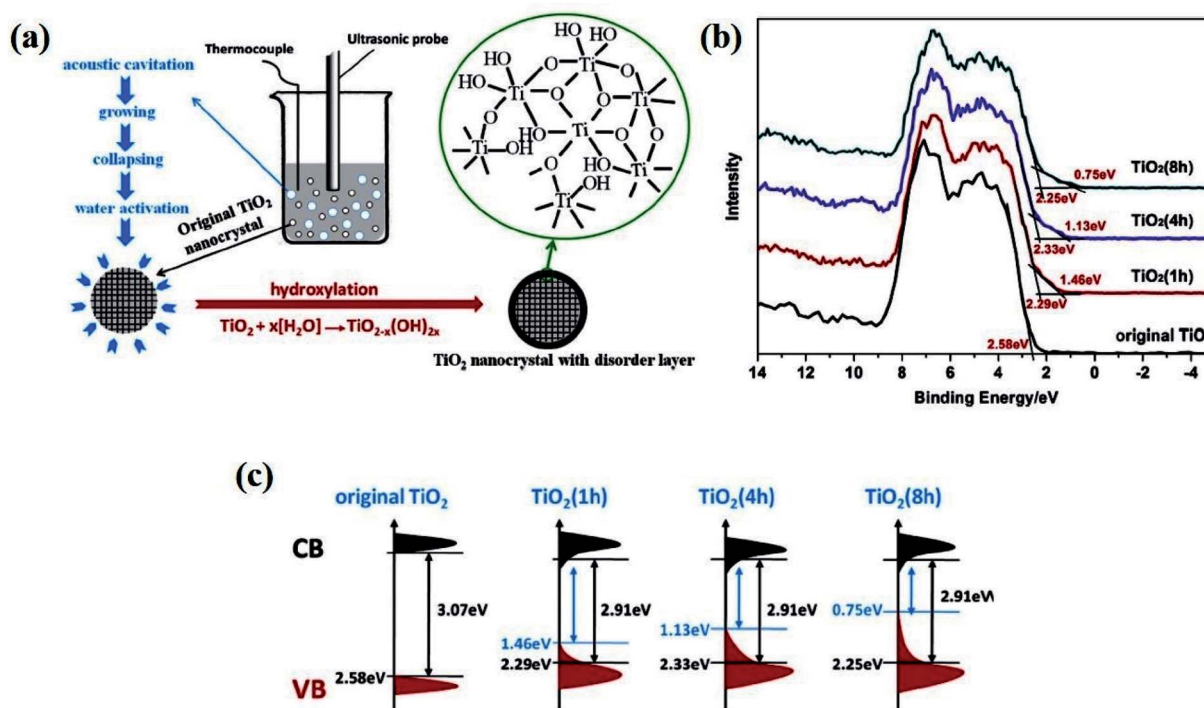 (a)
Thermocouple
Ultrasonic probe
acoustic cavitation
growing
collapsing
water activation
Original TiO2
nanocrystal
HO
HO
HO
HO
HO
Ti
O
Ti
O
Ti
O
O
O
Ti
H
O
Ti
OH
O
O
O
HO
Ti
O
Ti
OH
hydroxylation
TiO2 + x[H2O] →TiO2-x(OH)2x
TiO2 nanocrystal with disorder layer
(b)
Intensity
0.75eV
TiO2(8h)
2.25eV
1.13eV
TiO2(4h)
2.33eV
1.46eV
TiO2(1h)
2.29eV
2.58eV
original TiO
14 12 10 8 6 4 2 0 -2 -4
Binding Energy/eV
(c)
original TiO2 TiO2(1h) TiO2(4h) TiO2(8h)
CB
3.07eV 2.91eV 2.91eV 2.91eV
1.46eV 1.13eV 0.75eV
2.58eV 2.29eV 2.33eV 2.25eV
VB